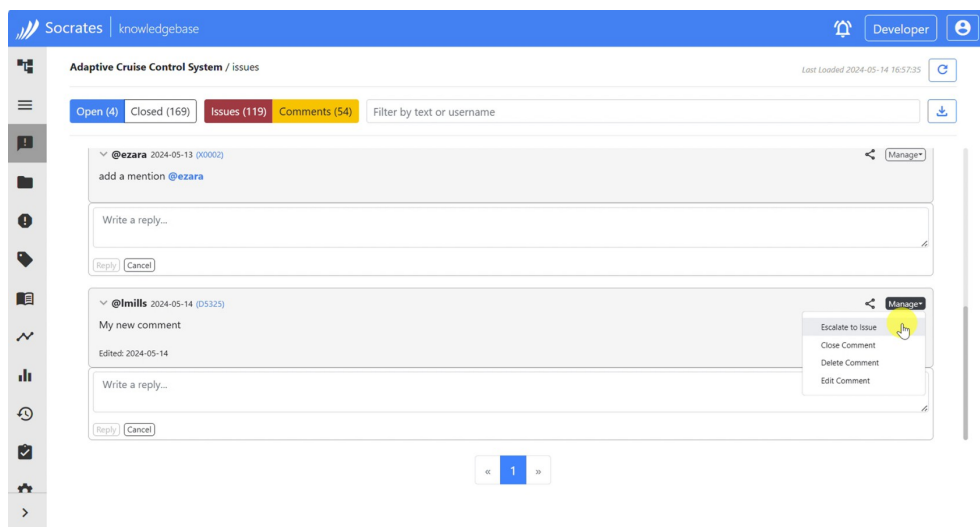 Socrates knowledgebase Developer
Adaptive Cruise Control System / issues Last Loaded 2024-05-14 16:57:35
Open (4) Closed (169) Issues (119) Comments (54) Filter by text or username
@ezara 2024-05-13 (X0002) Manage
add a mention @ezara
Write a reply...
Reply Cancel
@lmills 2024-05-14 (D5325) Manage
My new comment
Edited: 2024-05-14
Escalate to Issue
Close Comment
Delete Comment
Edit Comment
Write a reply...
Reply Cancel
« 1 »